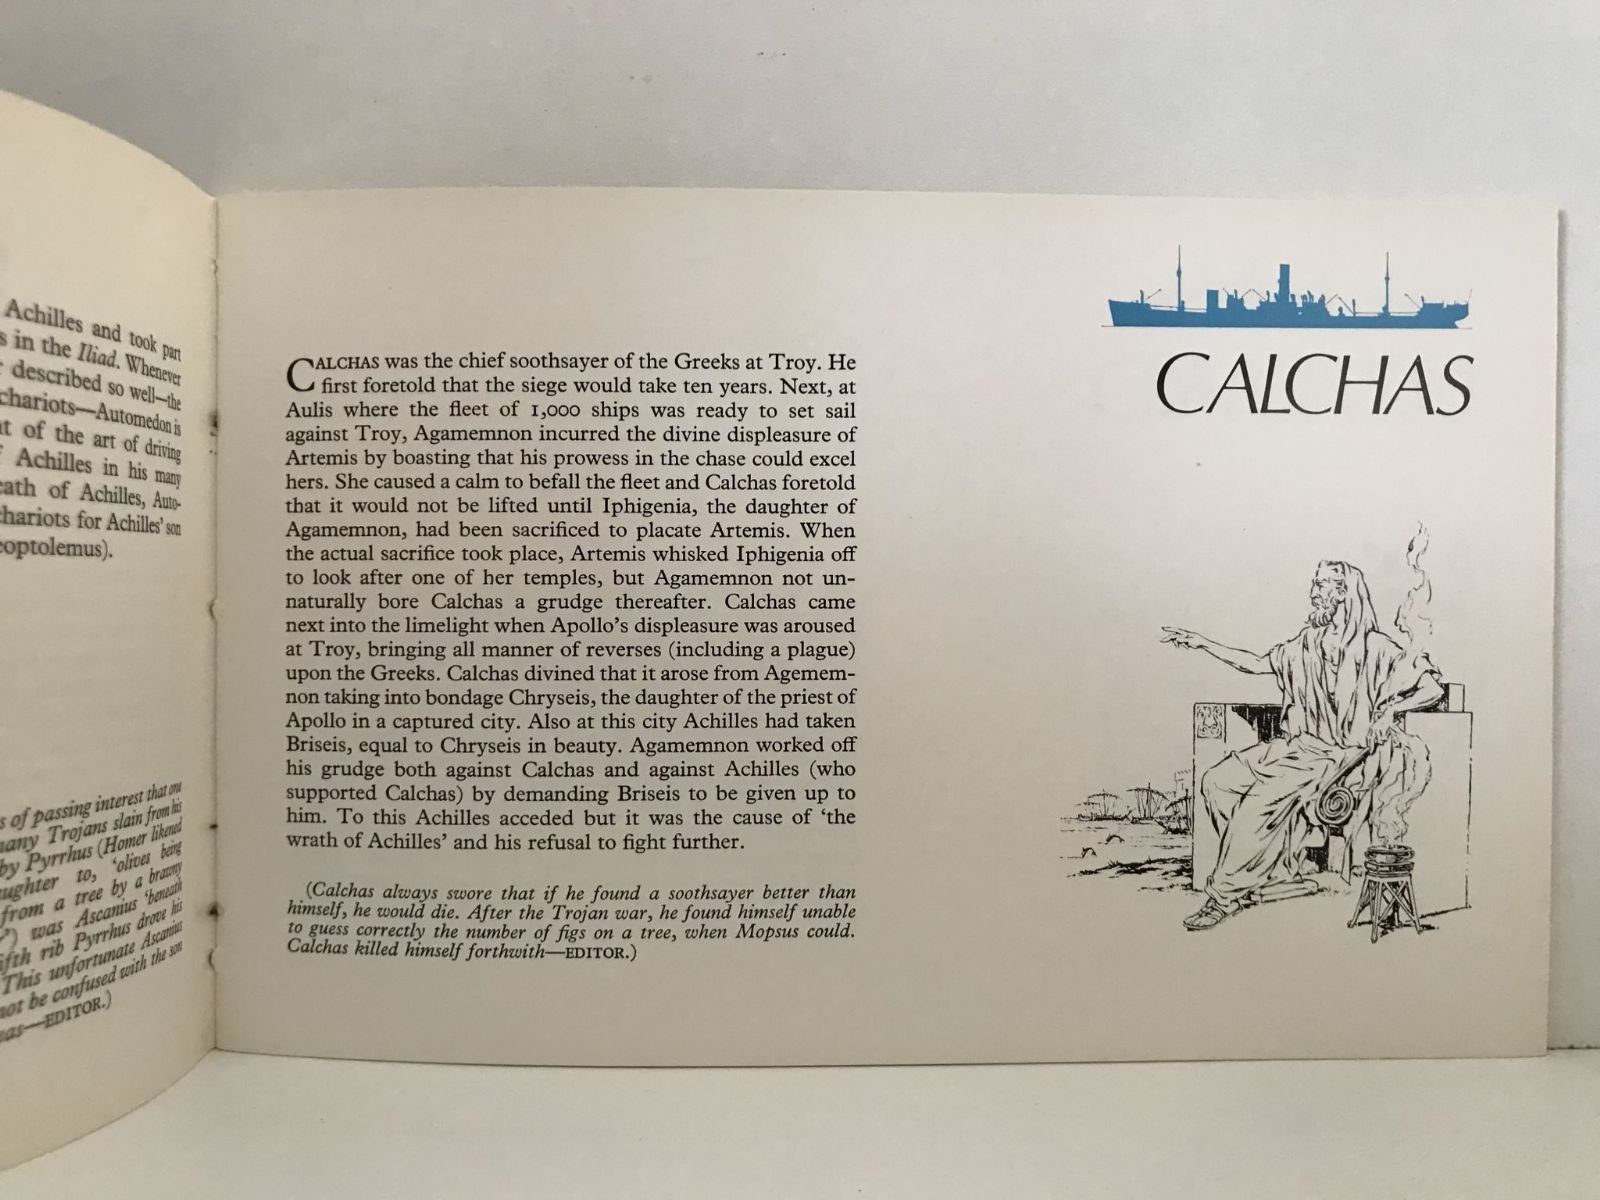 Achilles and took part
in the Iliad. Whenever
described so well—the
chariots—Automedon is
of the art of driving
Achilles in his many
death of Achilles, Auto-
chariots for Achilles' son
of passing interest that one
many Trojans slain from his
by Pyrrhus (Homer likened
to, 'olives being
from a tree by a brawny
was Ascanius 'beneath
rib Pyrrhus drove his
This unfortunate Ascanius
not be confused with the son
—EDITOR.)
CALCHAS was the chief soothsayer of the Greeks at Troy. He
first foretold that the siege would take ten years. Next, at
Aulis where the fleet of 1,000 ships was ready to set sail
against Troy, Agamemnon incurred the divine displeasure of
Artemis by boasting that his prowess in the chase could excel
hers. She caused a calm to befall the fleet and Calchas foretold
that it would not be lifted until Iphigenia, the daughter of
Agamemnon, had been sacrificed to placate Artemis. When
the actual sacrifice took place, Artemis whisked Iphigenia off
to look after one of her temples, but Agamemnon not un-
naturally bore Calchas a grudge thereafter. Calchas came
next into the limelight when Apollo's displeasure was aroused
at Troy, bringing all manner of reverses (including a plague)
upon the Greeks. Calchas divined that it arose from Agemem-
non taking into bondage Chryseis, the daughter of the priest of
Apollo in a captured city. Also at this city Achilles had taken
Briseis, equal to Chryseis in beauty. Agamemnon worked off
his grudge both against Calchas and against Achilles (who
supported Calchas) by demanding Briseis to be given up to
him. To this Achilles acceded but it was the cause of 'the
wrath of Achilles' and his refusal to fight further.
(Calchas always swore that if he found a soothsayer better than
himself, he would die. After the Trojan war, he found himself unable
to guess correctly the number of figs on a tree, when Mopsus could.
Calchas killed himself forthwith—EDITOR.)
CALCHAS